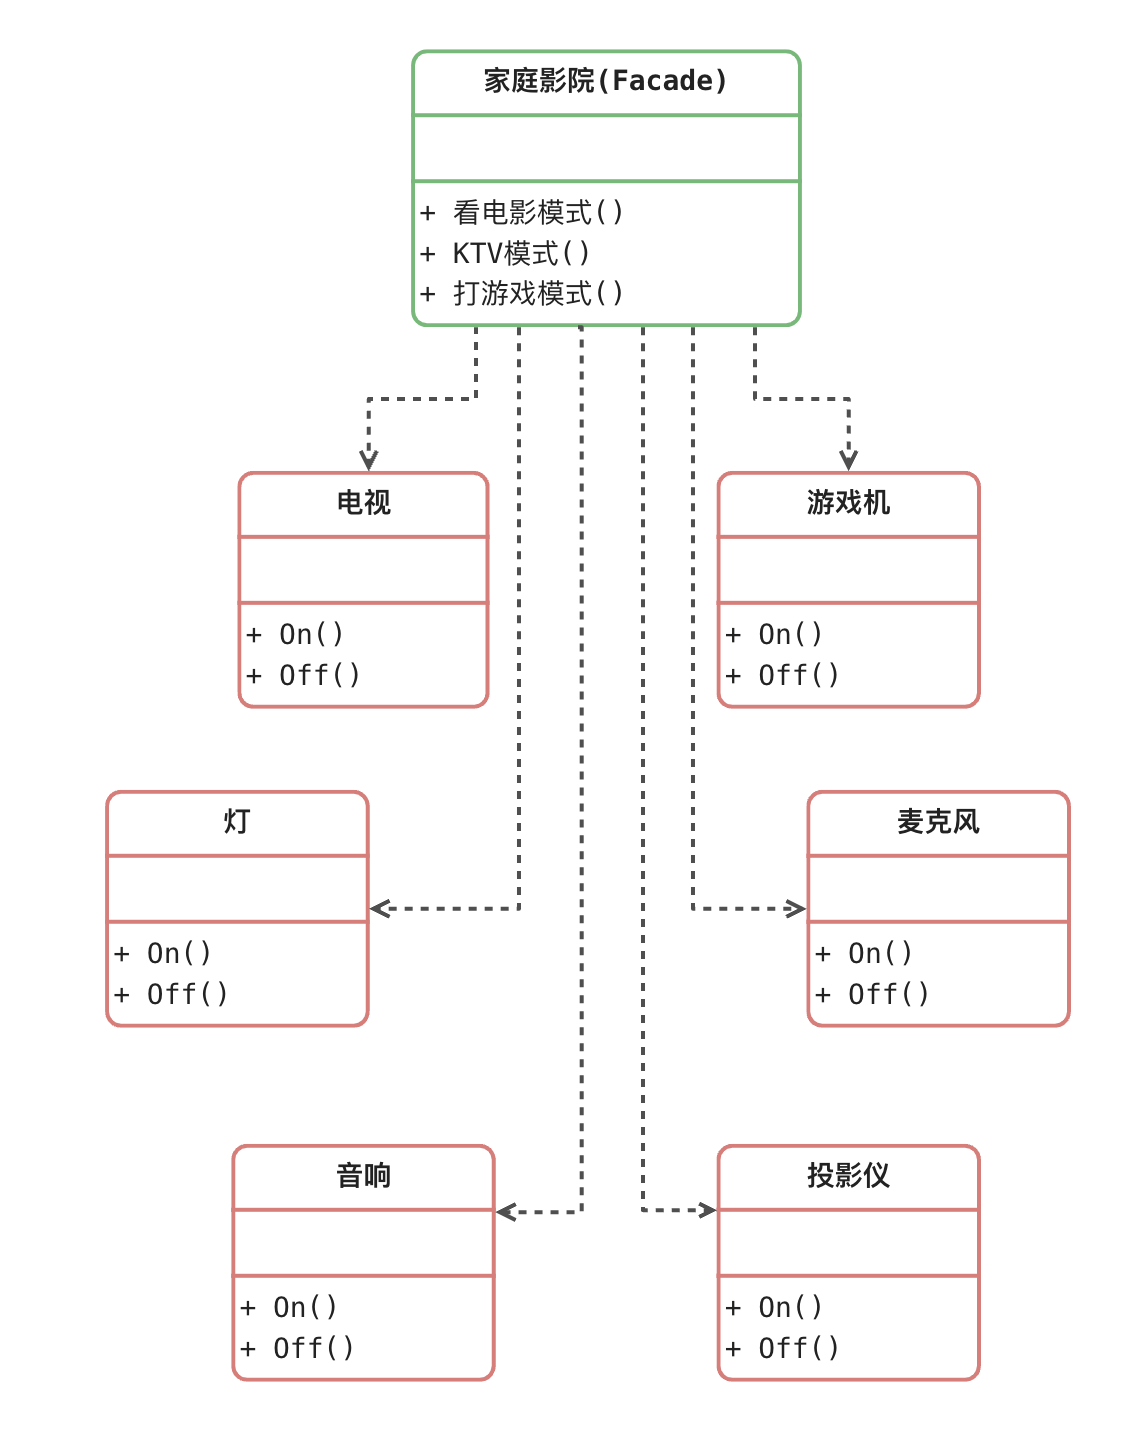 家庭影院(Facade)
+ 看电影模式()
+ KTV模式()
+ 打游戏模式()
电视
+ On()
+ Off()
游戏机
+ On()
+ Off()
灯
+ On()
+ Off()
麦克风
+ On()
+ Off()
音响
+ On()
+ Off()
投影仪
+ On()
+ Off()